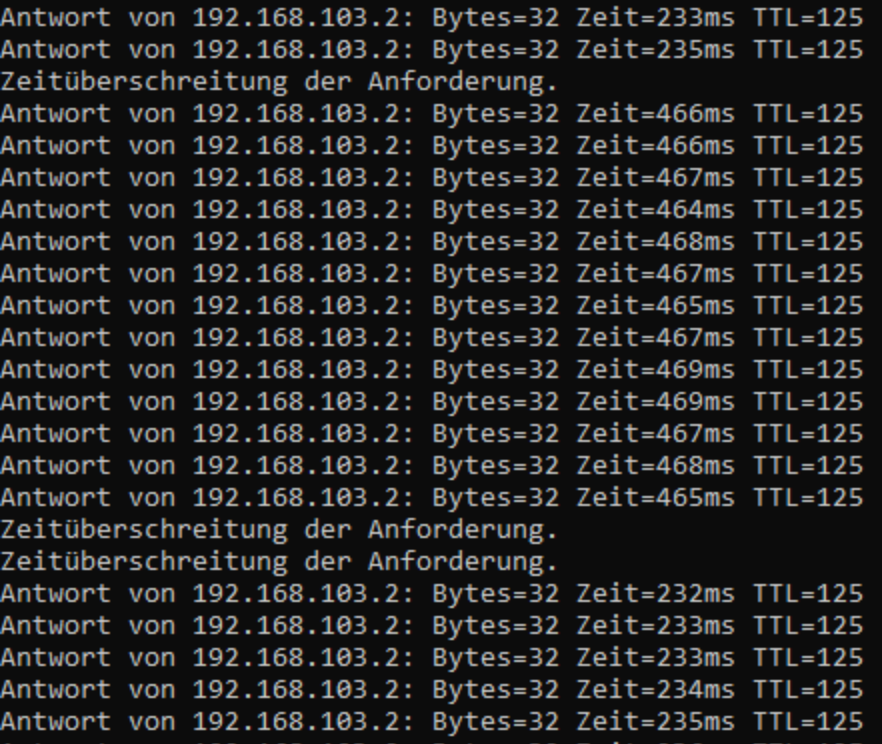 Antwort von 192.168.103.2: Bytes=32 Zeit=233ms TTL=125
Antwort von 192.168.103.2: Bytes=32 Zeit=235ms TTL=125
Zeitüberschreitung der Anforderung.
Antwort von 192.168.103.2: Bytes=32 Zeit=466ms TTL=125
Antwort von 192.168.103.2: Bytes=32 Zeit=466ms TTL=125
Antwort von 192.168.103.2: Bytes=32 Zeit=467ms TTL=125
Antwort von 192.168.103.2: Bytes=32 Zeit=464ms TTL=125
Antwort von 192.168.103.2: Bytes=32 Zeit=468ms TTL=125
Antwort von 192.168.103.2: Bytes=32 Zeit=467ms TTL=125
Antwort von 192.168.103.2: Bytes=32 Zeit=465ms TTL=125
Antwort von 192.168.103.2: Bytes=32 Zeit=467ms TTL=125
Antwort von 192.168.103.2: Bytes=32 Zeit=469ms TTL=125
Antwort von 192.168.103.2: Bytes=32 Zeit=469ms TTL=125
Antwort von 192.168.103.2: Bytes=32 Zeit=467ms TTL=125
Antwort von 192.168.103.2: Bytes=32 Zeit=468ms TTL=125
Antwort von 192.168.103.2: Bytes=32 Zeit=465ms TTL=125
Zeitüberschreitung der Anforderung.
Zeitüberschreitung der Anforderung.
Antwort von 192.168.103.2: Bytes=32 Zeit=232ms TTL=125
Antwort von 192.168.103.2: Bytes=32 Zeit=233ms TTL=125
Antwort von 192.168.103.2: Bytes=32 Zeit=233ms TTL=125
Antwort von 192.168.103.2: Bytes=32 Zeit=234ms TTL=125
Antwort von 192.168.103.2: Bytes=32 Zeit=235ms TTL=125